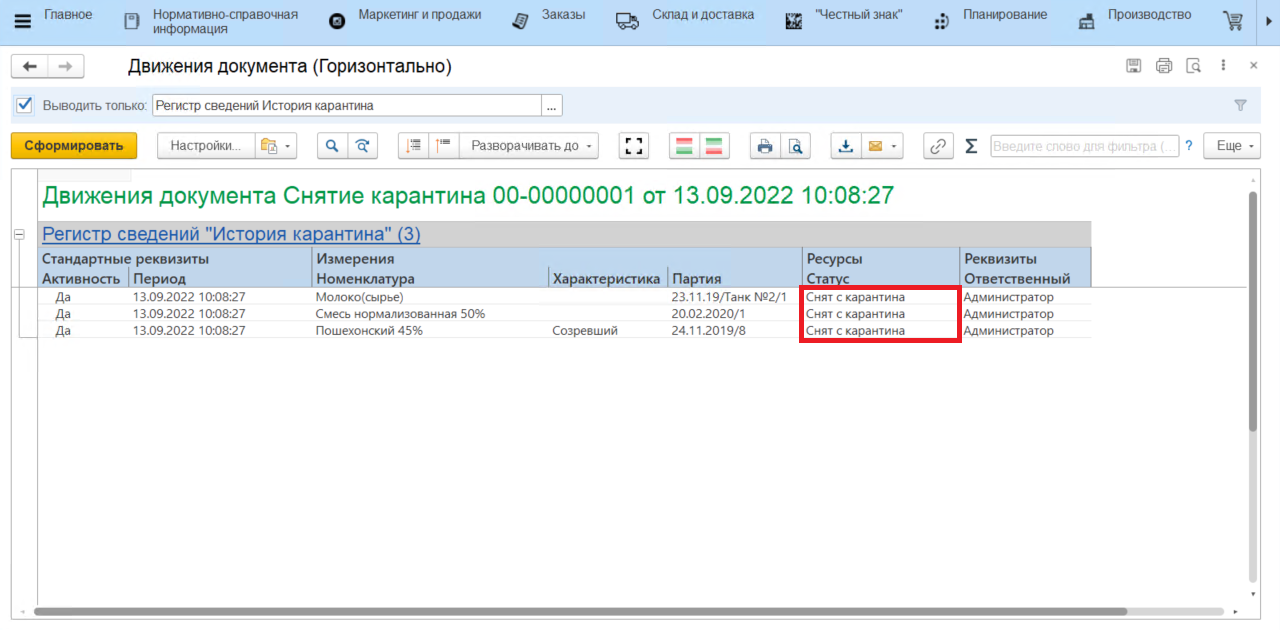 Главное
Нормативно-справочная
информация
Маркетинг и продажи
Заказы
Склад и доставка
"Честный знак"
Планирование
Производство
Движения документа (Горизонтально)
Выводить только: Регистр сведений История карантина ...
Сформировать Настройки... Разворачивать до Σ Введите слово для фильтра (... ? Еще
Движения документа Снятие карантина 00-00000001 от 13.09.2022 10:08:27
Регистр сведений "История карантина" (3)
Стандартные реквизиты Измерения Ресурсы Реквизиты
Активность Период Номенклатура Характеристика Партия Статус Ответственный
Да 13.09.2022 10:08:27 Молоко(сырье) 23.11.19/Танк №2/1 Снят с карантина Администратор
Да 13.09.2022 10:08:27 Смесь нормализованная 50% 20.02.2020/1 Снят с карантина Администратор
Да 13.09.2022 10:08:27 Пошехонский 45% Созревший 24.11.2019/8 Снят с карантина Администратор